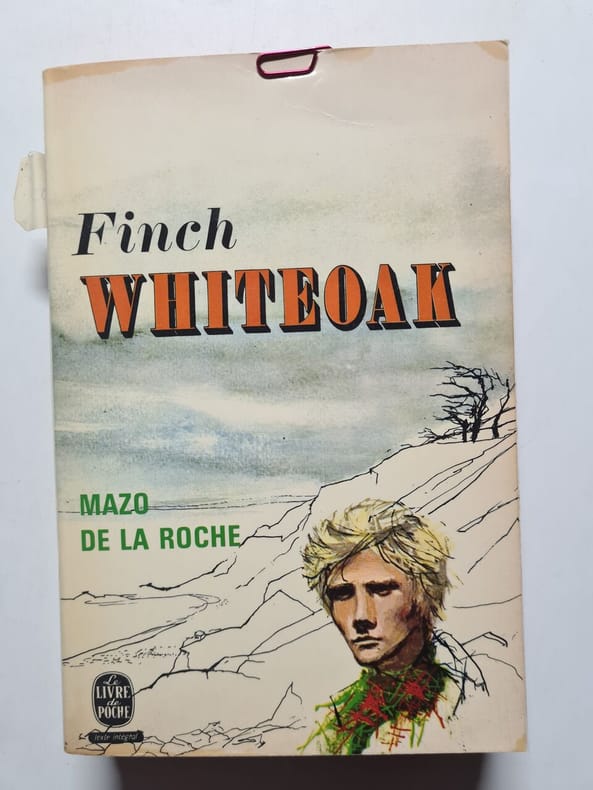 Finch
WHITEOAK
MAZO
DE LA ROCHE
Le
LIVRE
de
POCHE
texte intégral